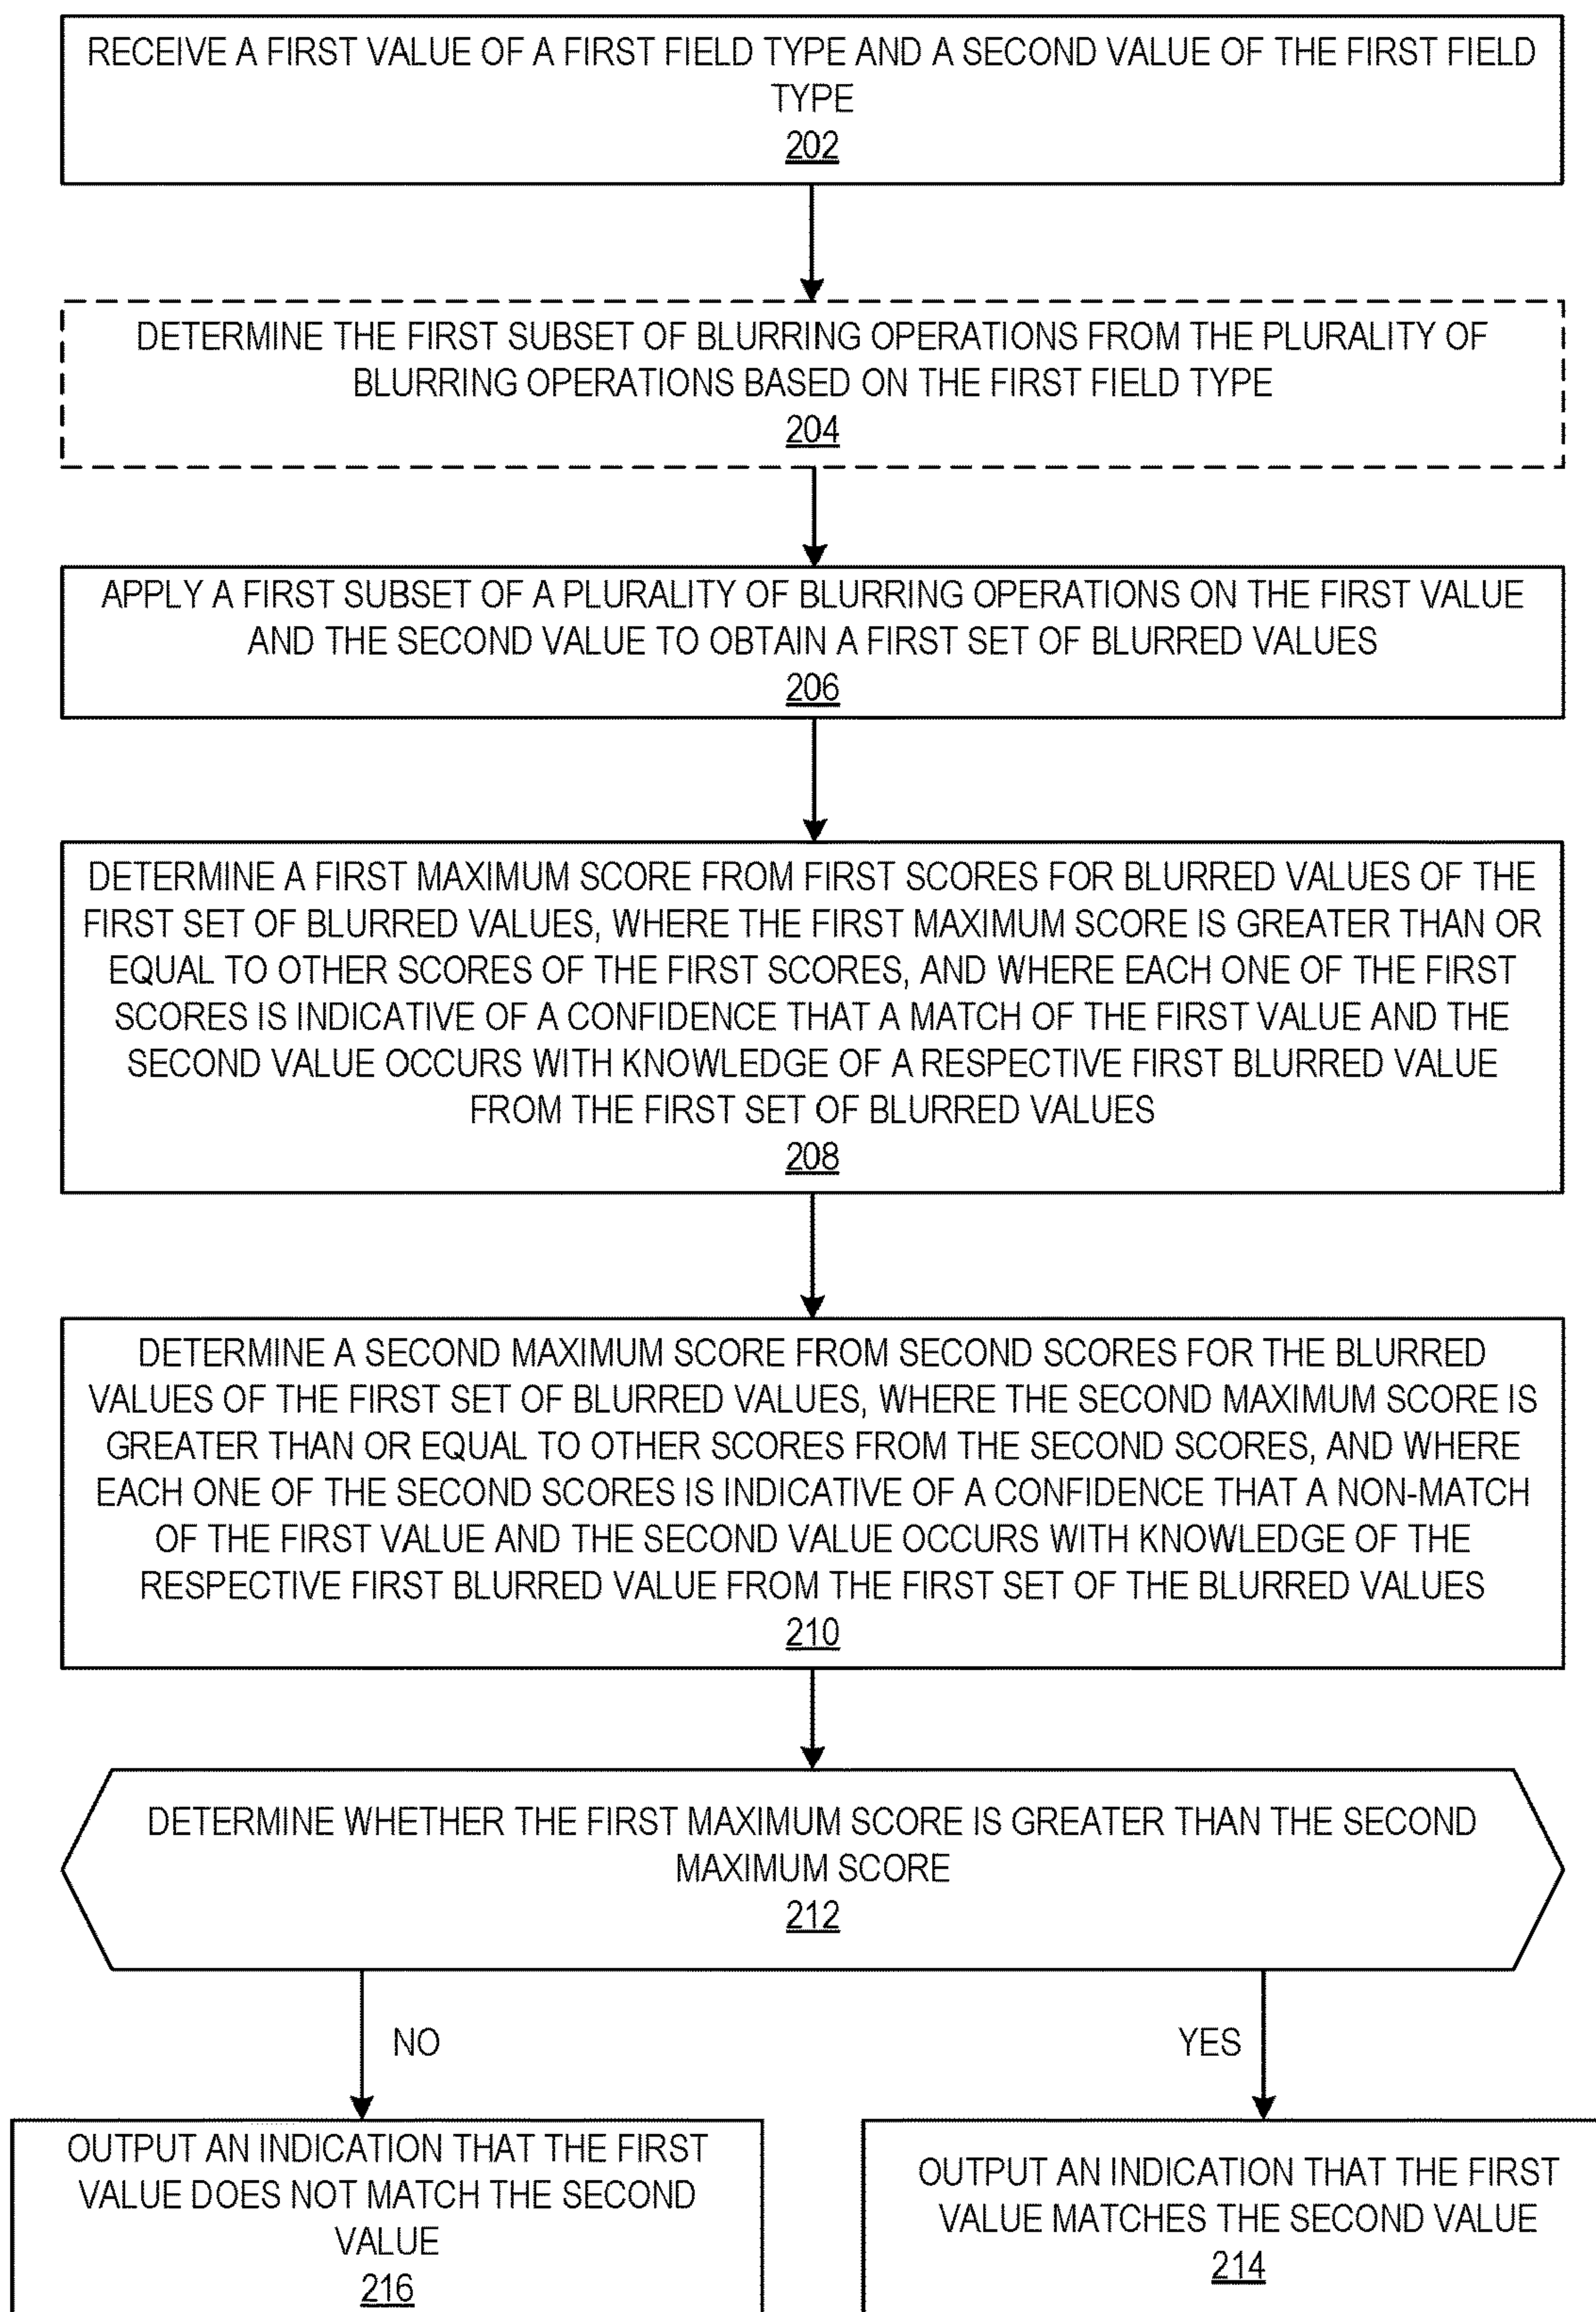 RECEIVE A FIRST VALUE OF A FIRST FIELD TYPE AND A SECOND VALUE OF THE FIRST FIELD
TYPE
202
DETERMINE THE FIRST SUBSET OF BLURRING OPERATIONS FROM THE PLURALITY OF
BLURRING OPERATIONS BASED ON THE FIRST FIELD TYPE
204
APPLY A FIRST SUBSET OF A PLURALITY OF BLURRING OPERATIONS ON THE FIRST VALUE
AND THE SECOND VALUE TO OBTAIN A FIRST SET OF BLURRED VALUES
206
DETERMINE A FIRST MAXIMUM SCORE FROM FIRST SCORES FOR BLURRED VALUES OF THE
FIRST SET OF BLURRED VALUES, WHERE THE FIRST MAXIMUM SCORE IS GREATER THAN OR
EQUAL TO OTHER SCORES OF THE FIRST SCORES, AND WHERE EACH ONE OF THE FIRST
SCORES IS INDICATIVE OF A CONFIDENCE THAT A MATCH OF THE FIRST VALUE AND THE
SECOND VALUE OCCURS WITH KNOWLEDGE OF A RESPECTIVE FIRST BLURRED VALUE
FROM THE FIRST SET OF BLURRED VALUES
208
DETERMINE A SECOND MAXIMUM SCORE FROM SECOND SCORES FOR THE BLURRED
VALUES OF THE FIRST SET OF BLURRED VALUES, WHERE THE SECOND MAXIMUM SCORE IS
GREATER THAN OR EQUAL TO OTHER SCORES FROM THE SECOND SCORES, AND WHERE
EACH ONE OF THE SECOND SCORES IS INDICATIVE OF A CONFIDENCE THAT A NON-MATCH
OF THE FIRST VALUE AND THE SECOND VALUE OCCURS WITH KNOWLEDGE OF THE
RESPECTIVE FIRST BLURRED VALUE FROM THE FIRST SET OF THE BLURRED VALUES
210
DETERMINE WHETHER THE FIRST MAXIMUM SCORE IS GREATER THAN THE SECOND
MAXIMUM SCORE
212
NO
YES
OUTPUT AN INDICATION THAT THE FIRST
VALUE DOES NOT MATCH THE SECOND
VALUE
216
OUTPUT AN INDICATION THAT THE FIRST
VALUE MATCHES THE SECOND VALUE
214